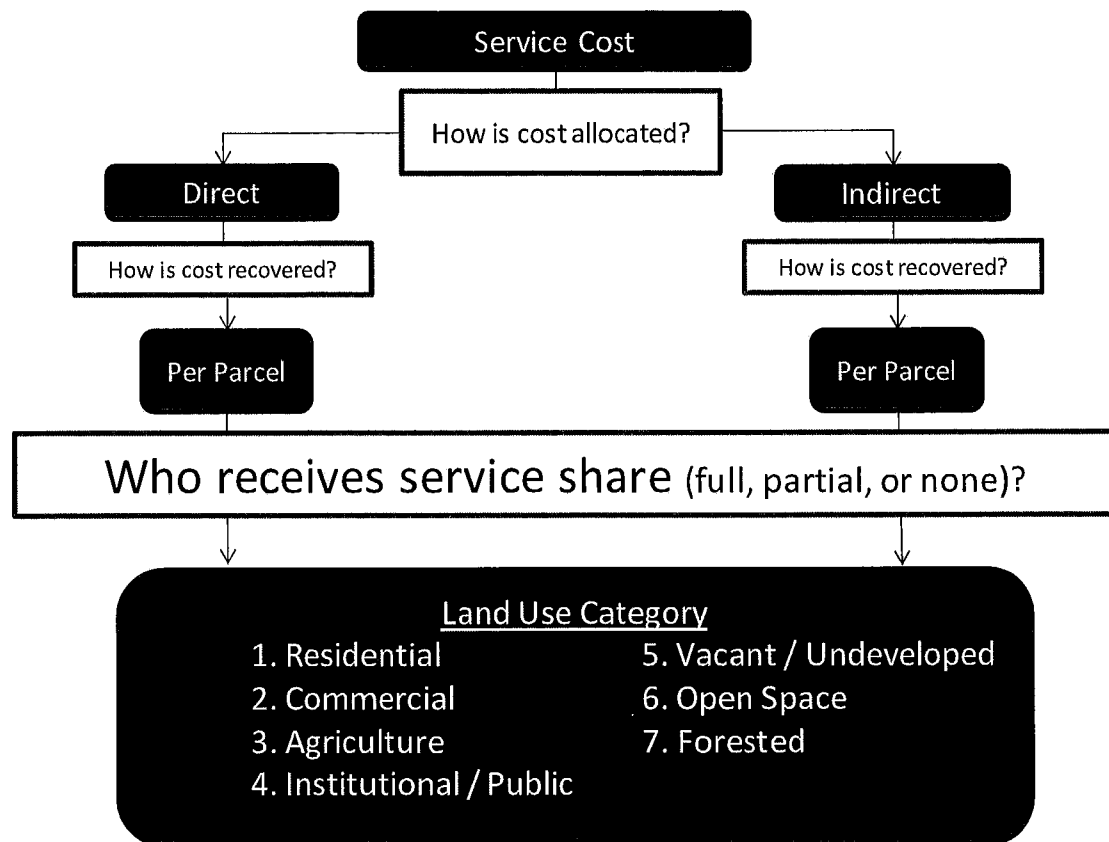 Service Cost
How is cost allocated?
Direct
Indirect
How is cost recovered?
How is cost recovered?
Per Parcel
Per Parcel
Who receives service share (full, partial, or none)?
Land Use Category
1. Residential
2. Commercial
3. Agriculture
4. Institutional / Public
5. Vacant / Undeveloped
6. Open Space
7. Forested